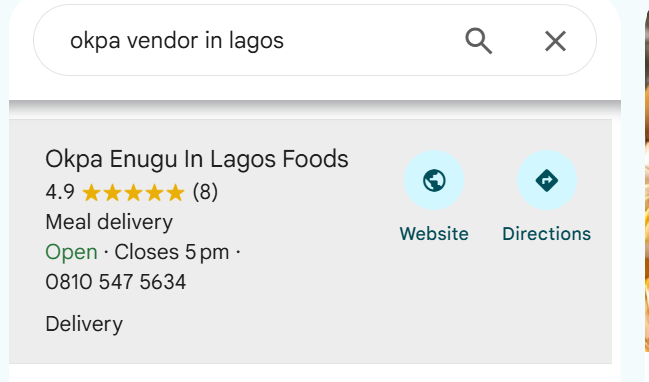 okpa vendor in lagos
Okpa Enugu In Lagos Foods
4.9 ★★★★★ (8)
Meal delivery
Open · Closes 5 pm ·
0810 547 5634
Delivery
Website
Directions